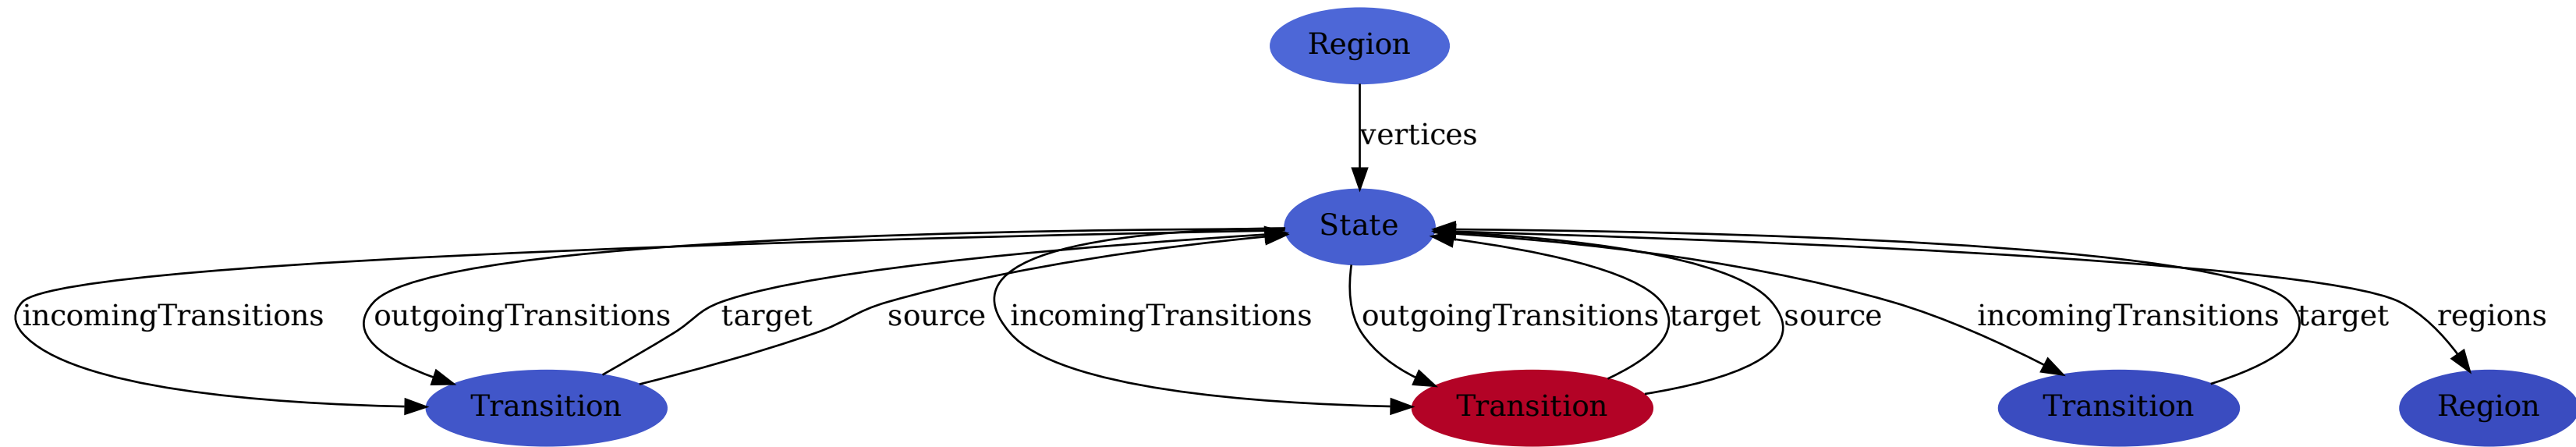 Region
vertices
State
incomingTransitions
outgoingTransitions
target
source
incomingTransitions
outgoingTransitions
target
source
incomingTransitions
target
regions
Transition
Transition
Transition
Region